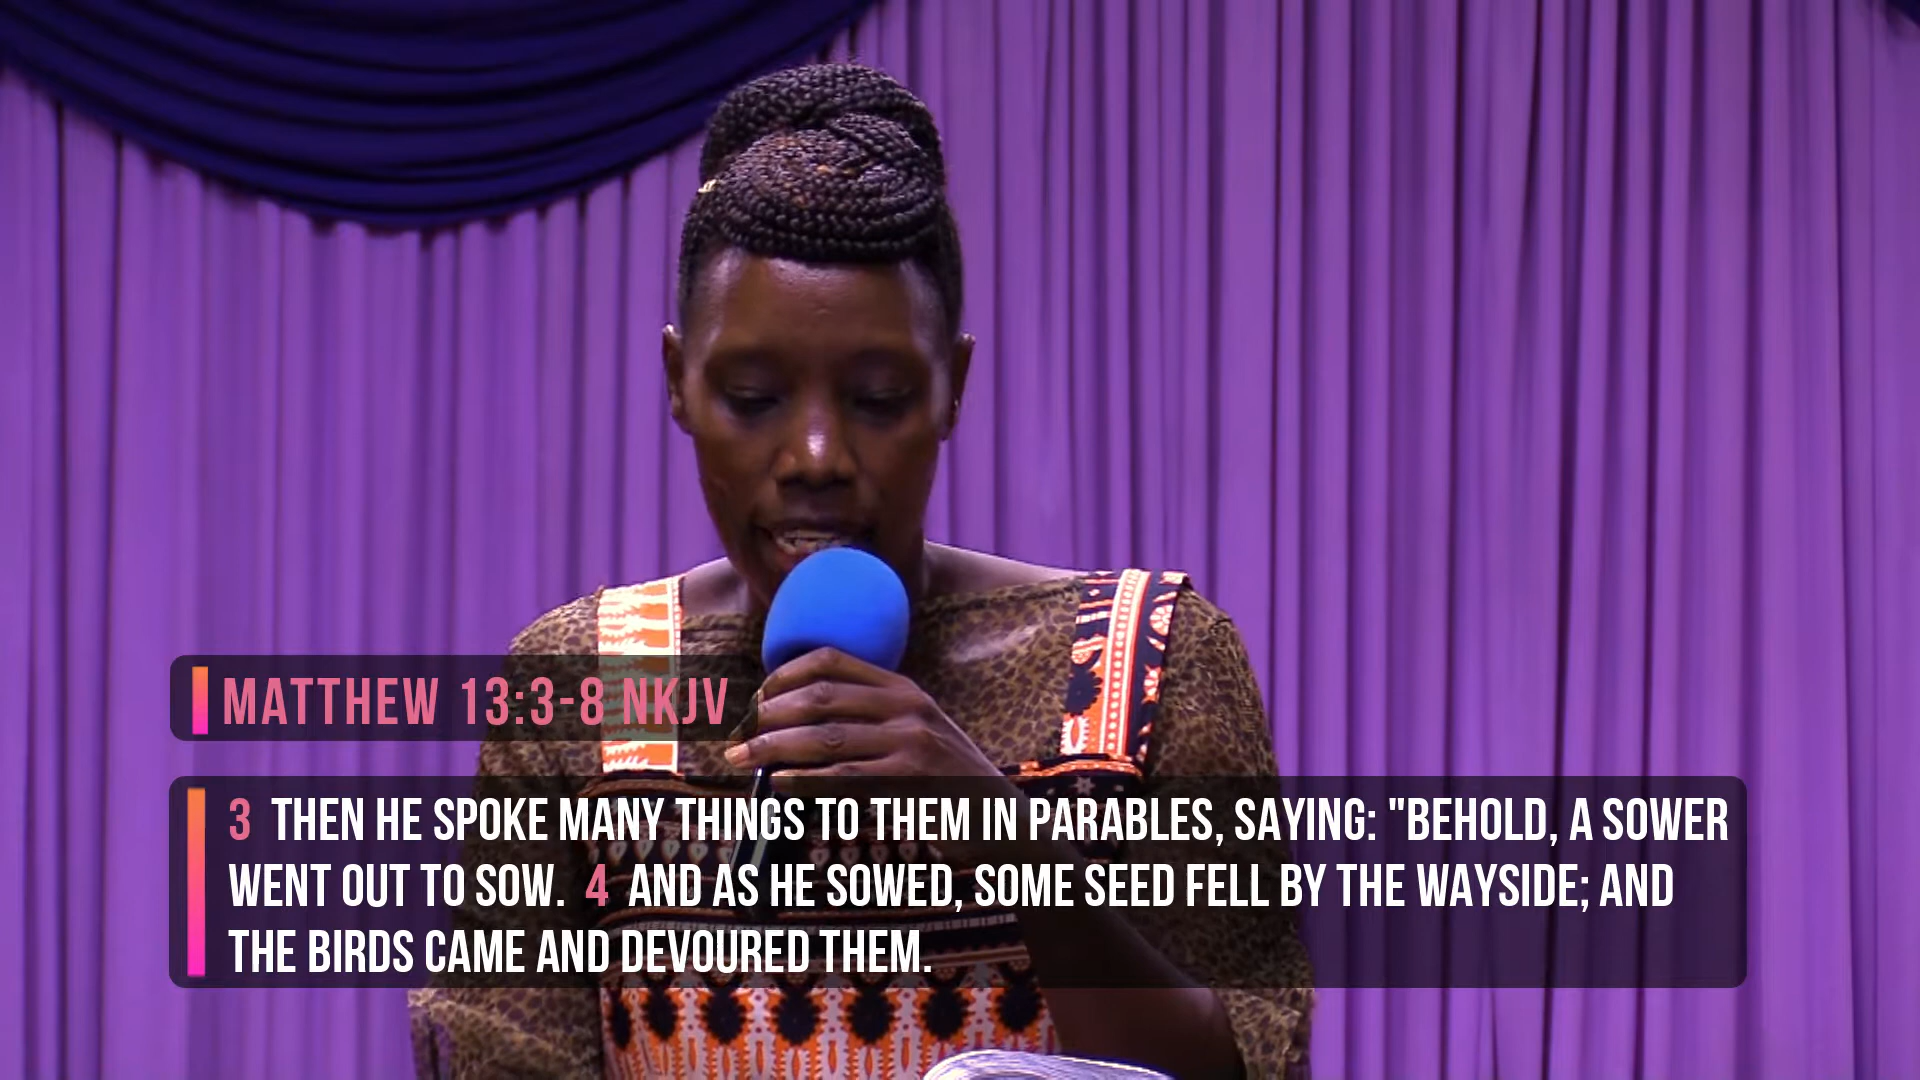 MATTHEW 13:3-8 NKJV
3 THEN HE SPOKE MANY THINGS TO THEM IN PARABLES, SAYING: "BEHOLD, A SOWER
WENT OUT TO SOW. 4 AND AS HE SOWED, SOME SEED FELL BY THE WAYSIDE; AND
THE BIRDS CAME AND DEVOURED THEM.